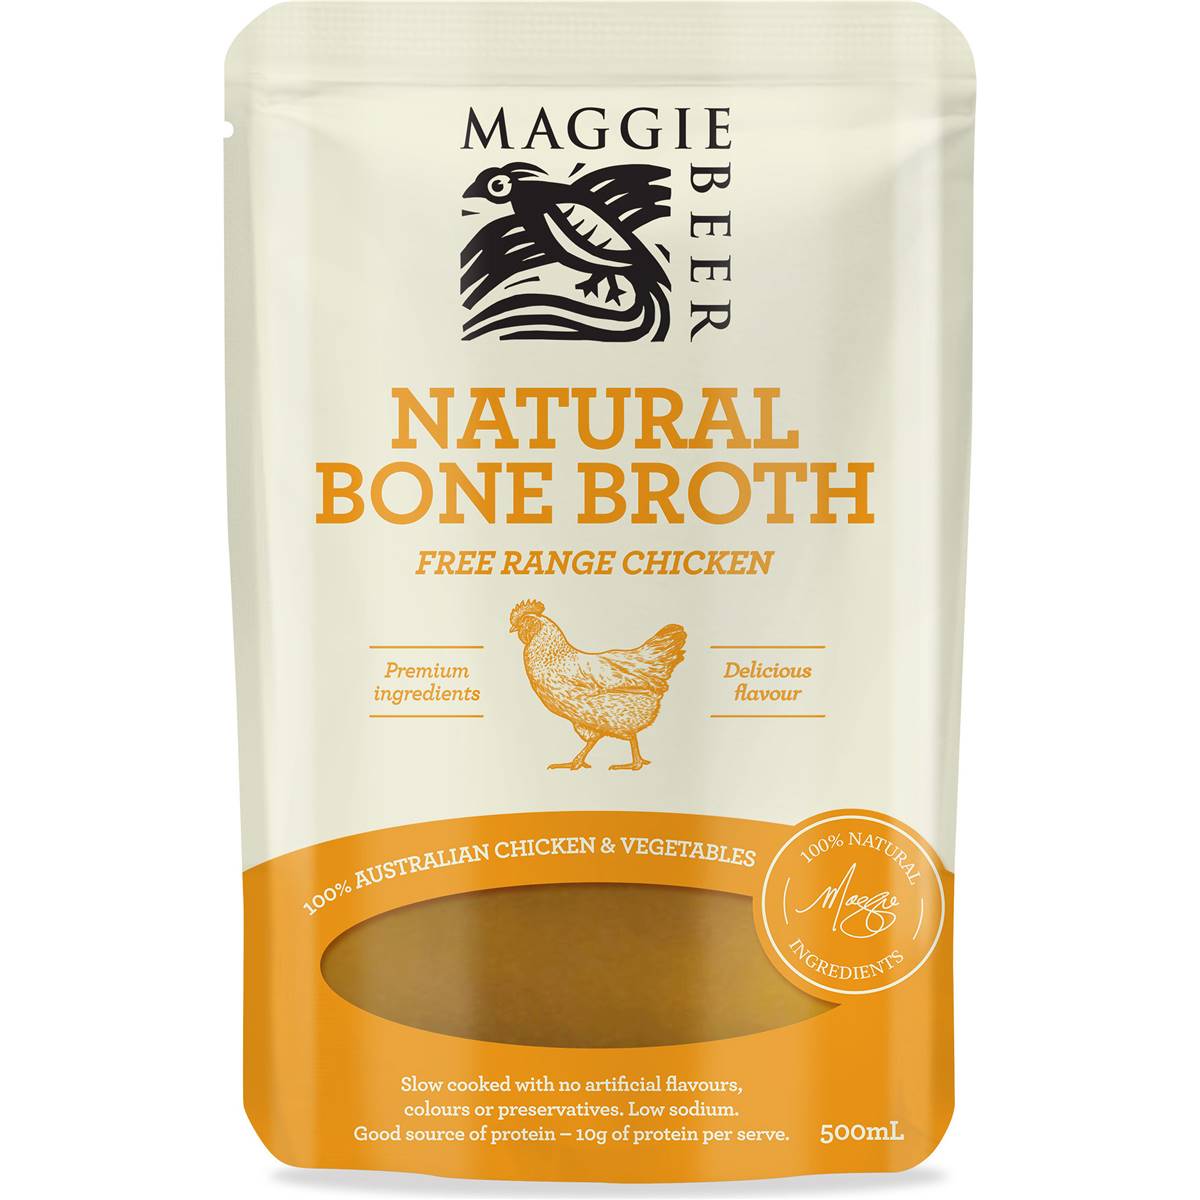 MAGGIE
BEER
NATURAL
BONE BROTH
FREE RANGE CHICKEN
Premium
ingredients
Delicious
flavour
100% AUSTRALIAN CHICKEN & VEGETABLES
100% NATURAL
Maggie
INGREDIENTS
Slow cooked with no artificial flavours,
colours or preservatives. Low sodium.
Good source of protein – 10g of protein per serve.
500mL